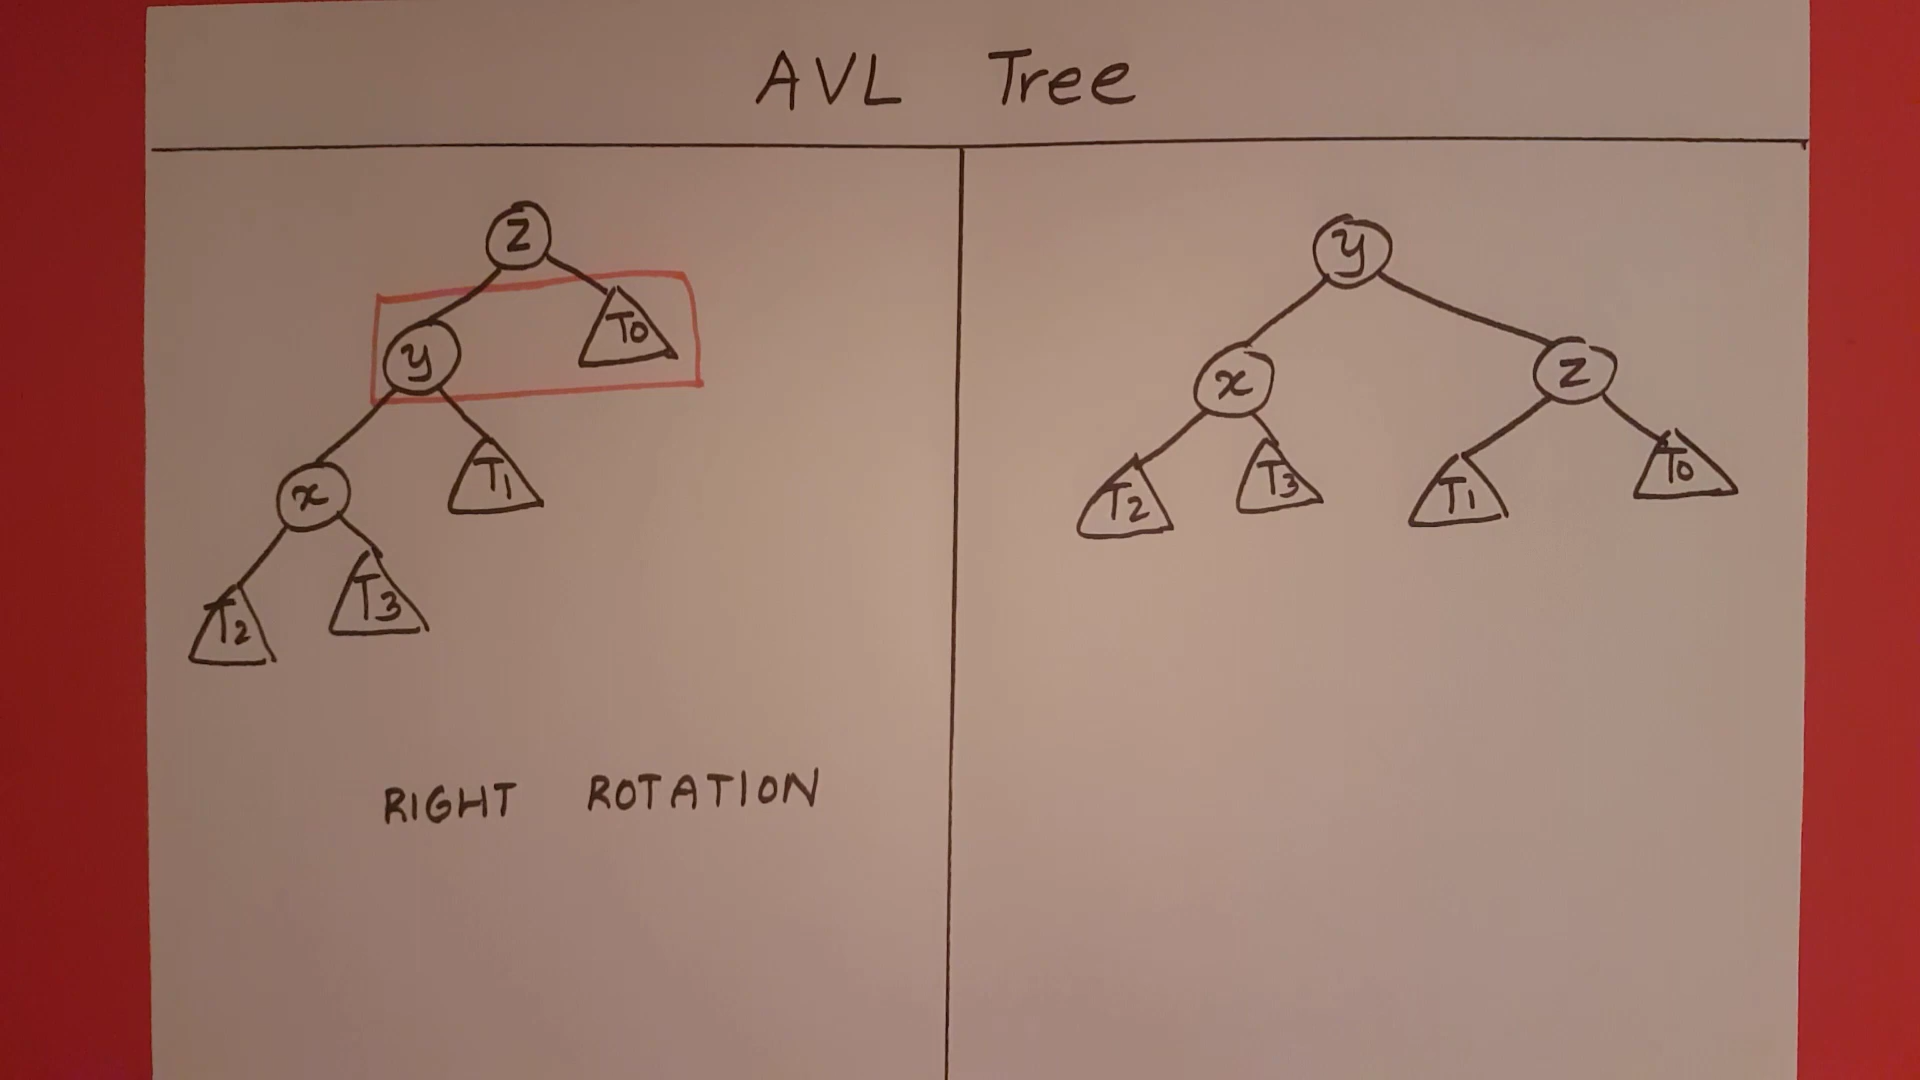 AVL Tree
z
y T0
x T1
T2 T3
RIGHT ROTATION
y
x z
T2 T3 T1 T0